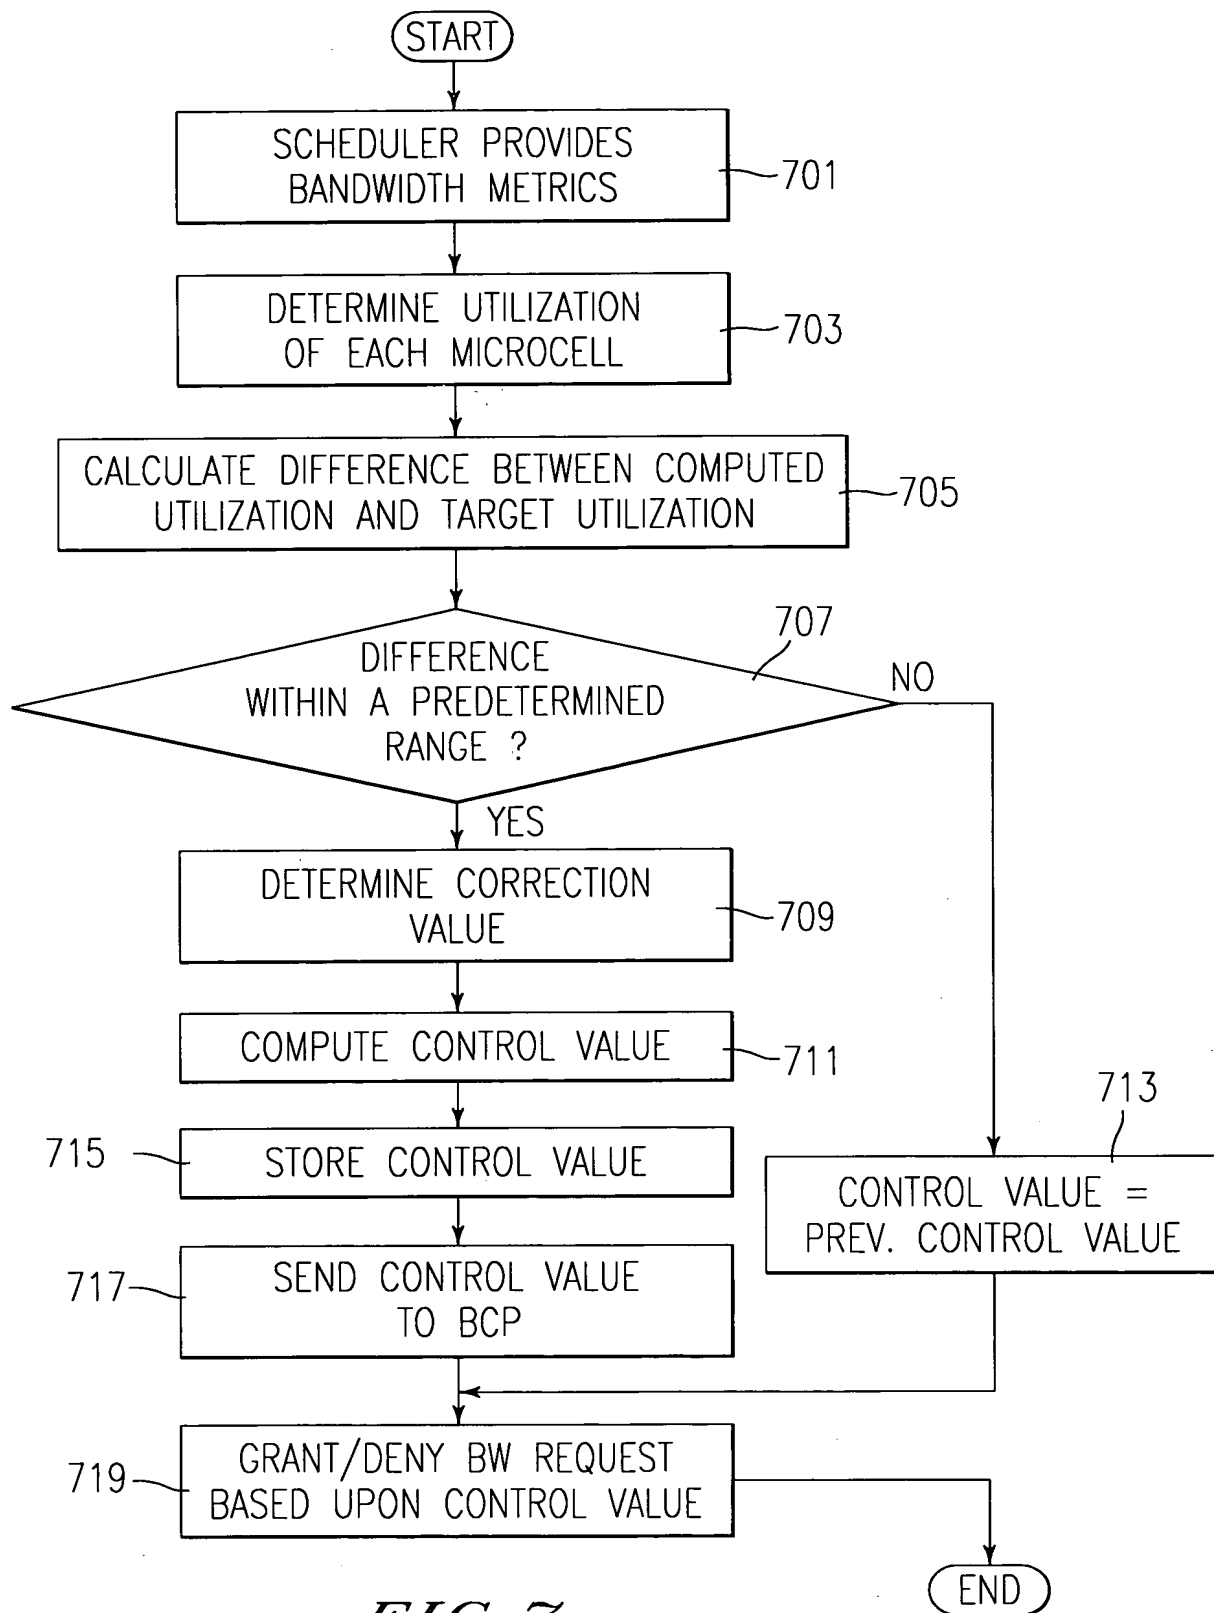 START
SCHEDULER PROVIDES
BANDWIDTH METRICS
701
DETERMINE UTILIZATION
OF EACH MICROCELL
703
CALCULATE DIFFERENCE BETWEEN COMPUTED
UTILIZATION AND TARGET UTILIZATION
705
707
DIFFERENCE
WITHIN A PREDETERMINED
RANGE ?
NO
YES
DETERMINE CORRECTION
VALUE
709
COMPUTE CONTROL VALUE
711
713
CONTROL VALUE =
PREV. CONTROL VALUE
715
STORE CONTROL VALUE
717
SEND CONTROL VALUE
TO BCP
719
GRANT/DENY BW REQUEST
BASED UPON CONTROL VALUE
END
FIG. 7